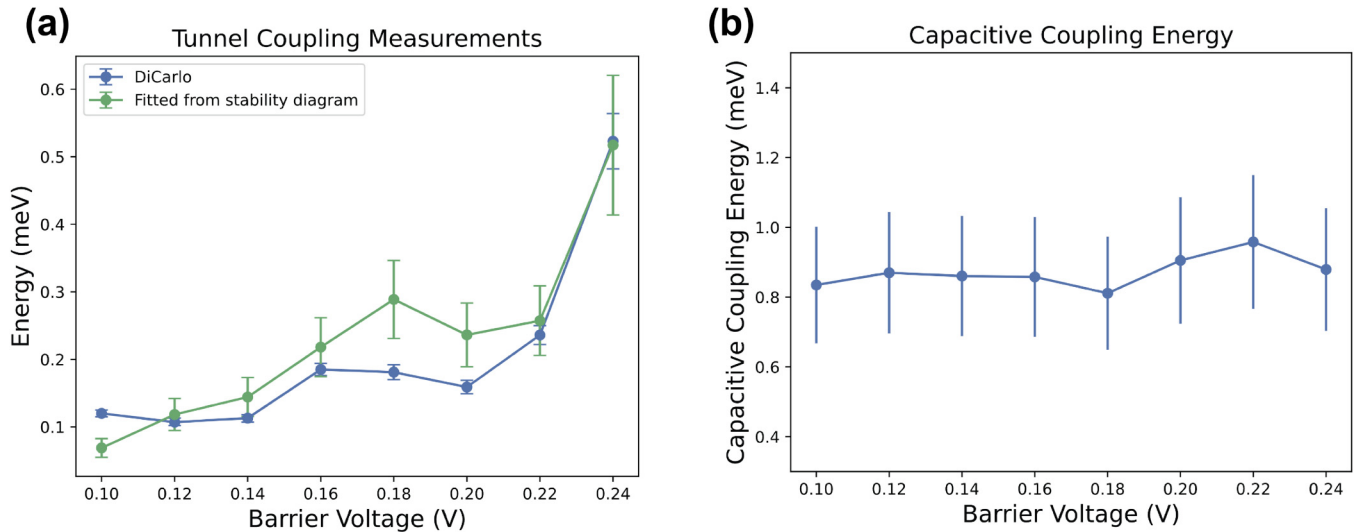 (a)
Tunnel Coupling Measurements
DiCarlo
Fitted from stability diagram
Energy (meV)
0.6
0.5
0.4
0.3
0.2
0.1
0.10 0.12 0.14 0.16 0.18 0.20 0.22 0.24
Barrier Voltage (V)
(b)
Capacitive Coupling Energy
Capacitive Coupling Energy (meV)
1.4
1.2
1.0
0.8
0.6
0.4
0.10 0.12 0.14 0.16 0.18 0.20 0.22 0.24
Barrier Voltage (V)